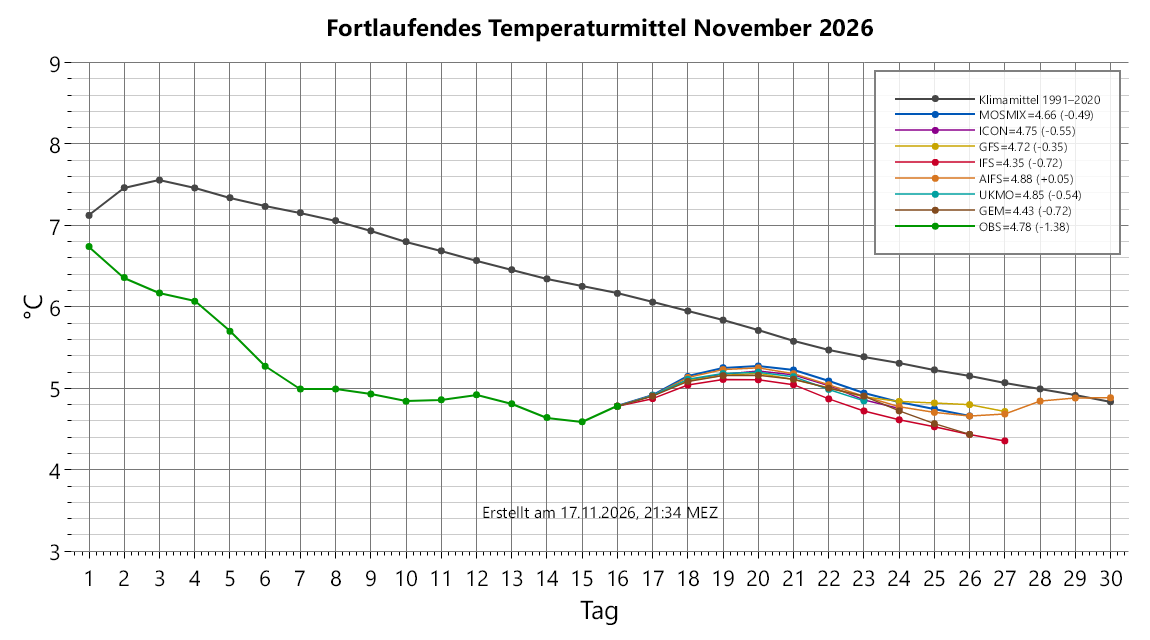 Fortlaufendes Temperaturmittel November 2026
Klimamittel 1991–2020
MOSMIX=4.66 (-0.49)
ICON=4.75 (-0.55)
GFS=4.72 (-0.35)
IFS=4.35 (-0.72)
AIFS=4.88 (+0.05)
UKMO=4.85 (-0.54)
GEM=4.43 (-0.72)
OBS=4.78 (-1.38)
9
8
7
6
5
4
3
°C
Erstellt am 17.11.2026, 21:34 MEZ
1 2 3 4 5 6 7 8 9 10 11 12 13 14 15 16 17 18 19 20 21 22 23 24 25 26 27 28 29 30
Tag